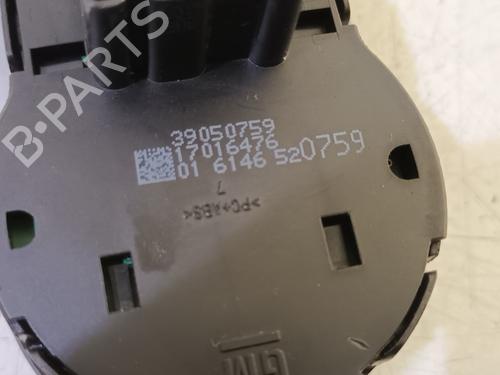 39050759
17016476
01 6146 520759
>PC+ABS<
7
GM
B-PARTS